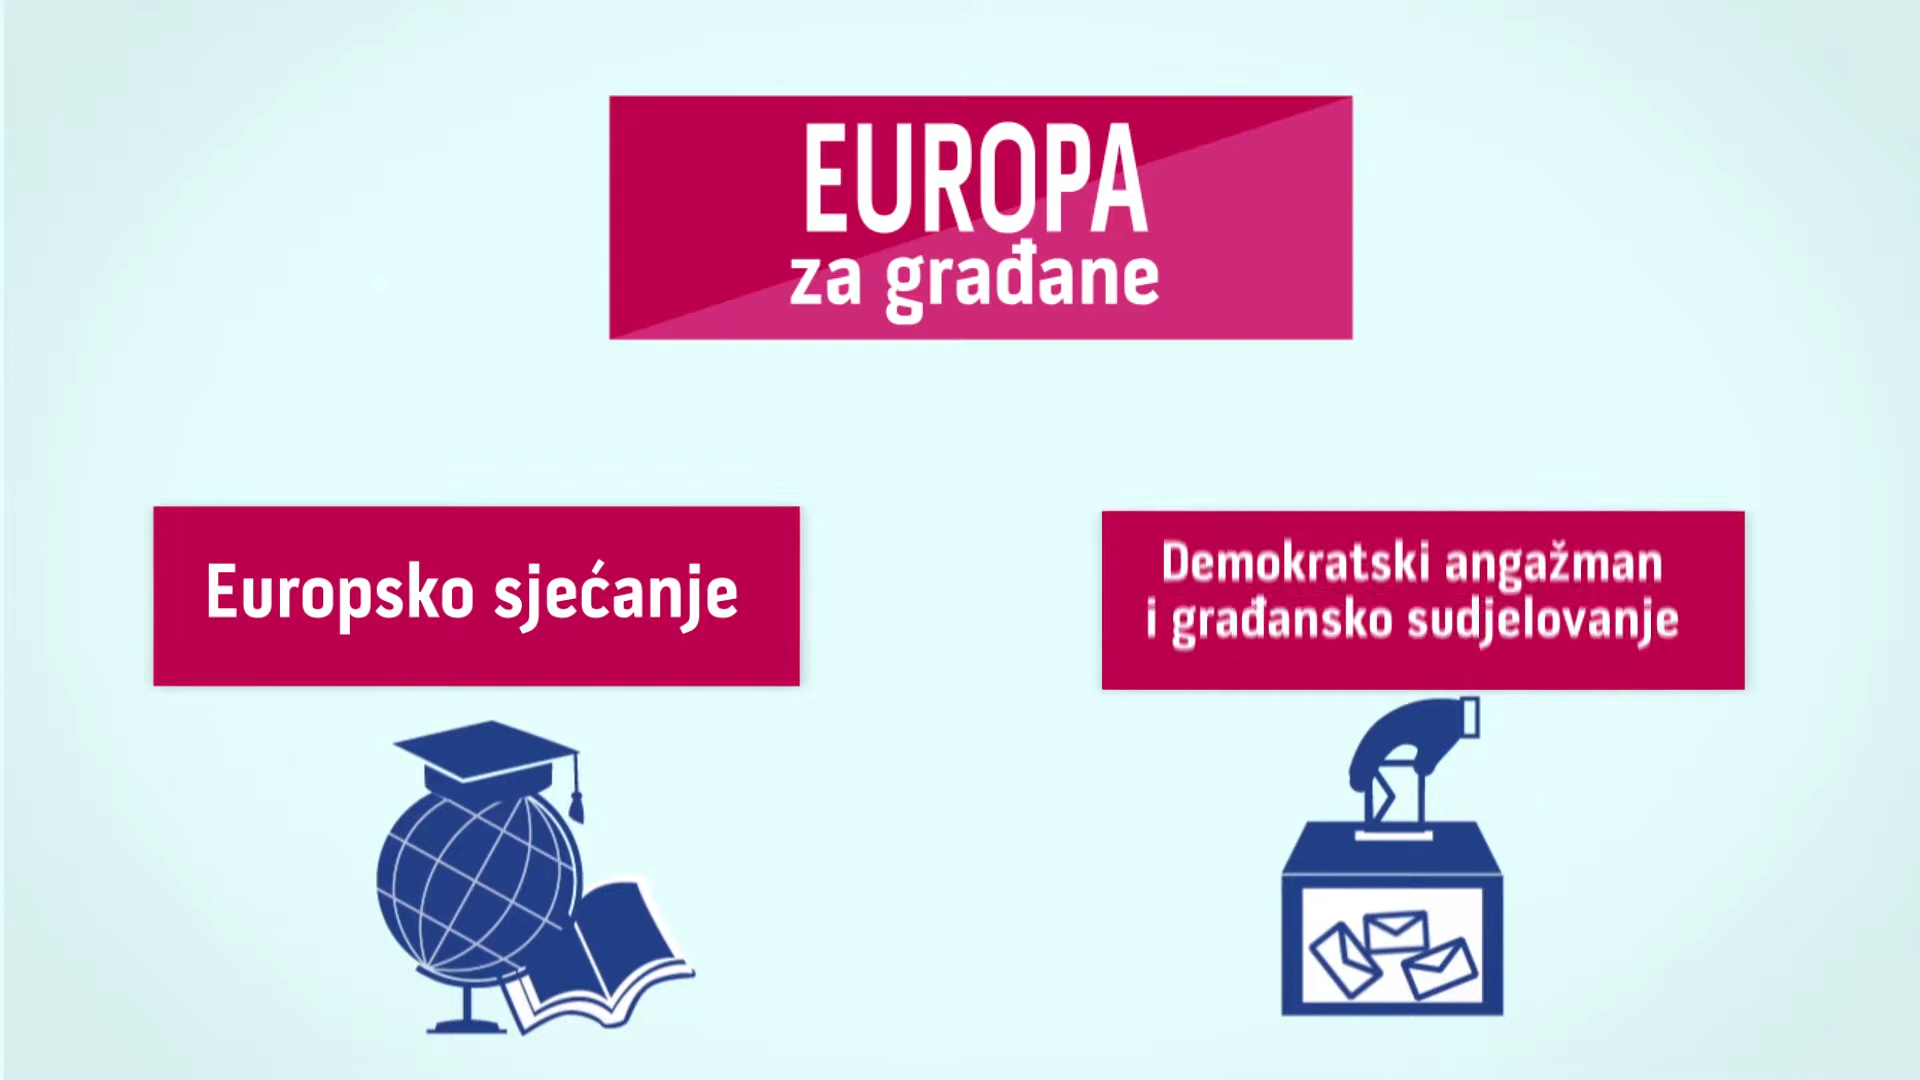 EUROPA
za građane
Europsko sjećanje
Demokratski angažman
i građansko sudjelovanje